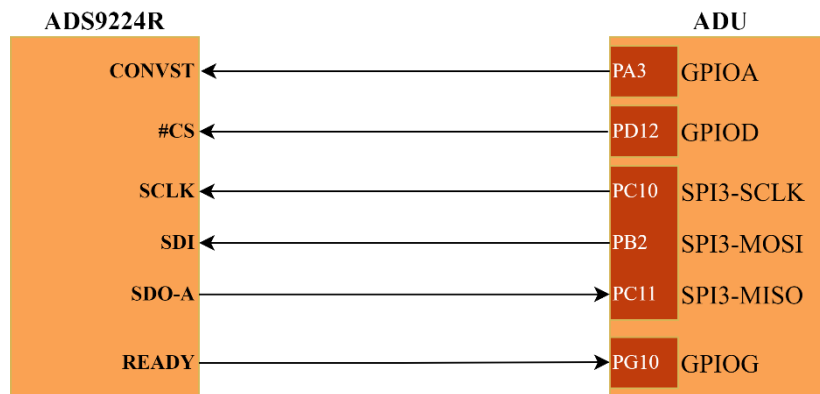 ADS9224R ADU
CONVST PA3 GPIOA
#CS PD12 GPIOD
SCLK PC10 SPI3-SCLK
SDI PB2 SPI3-MOSI
SDO-A PC11 SPI3-MISO
READY PG10 GPIOG